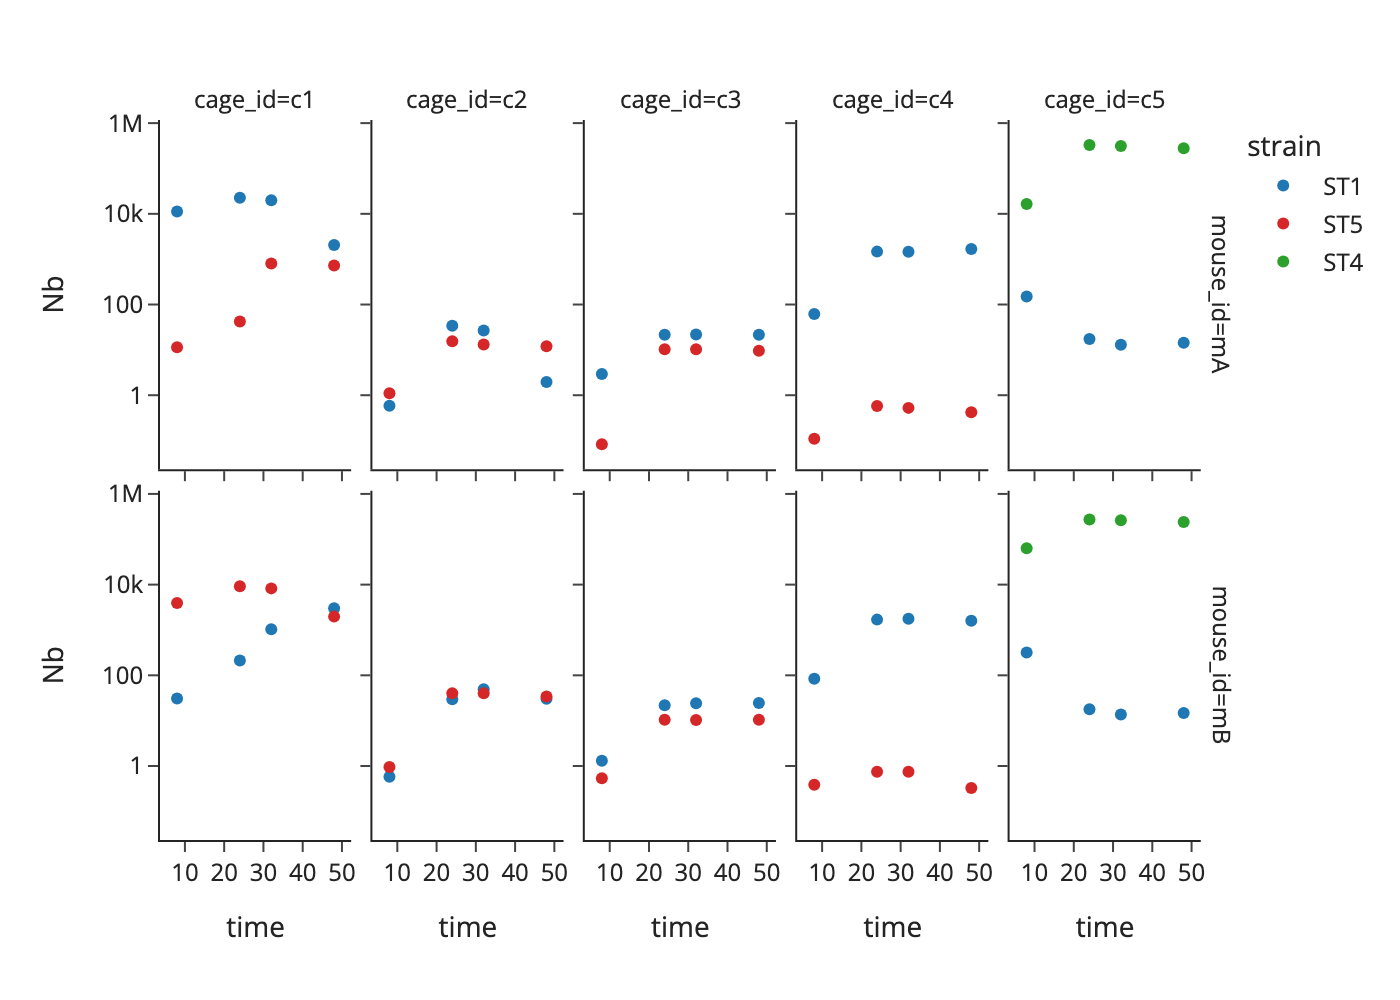 cage_id=c1 cage_id=c2 cage_id=c3 cage_id=c4 cage_id=c5
strain
ST1
ST5
ST4
1M
10k
100
1
Nb
mouse_id=mA
1M
10k
100
1
Nb
mouse_id=mB
10 20 30 40 50 10 20 30 40 50 10 20 30 40 50 10 20 30 40 50 10 20 30 40 50
time time time time time